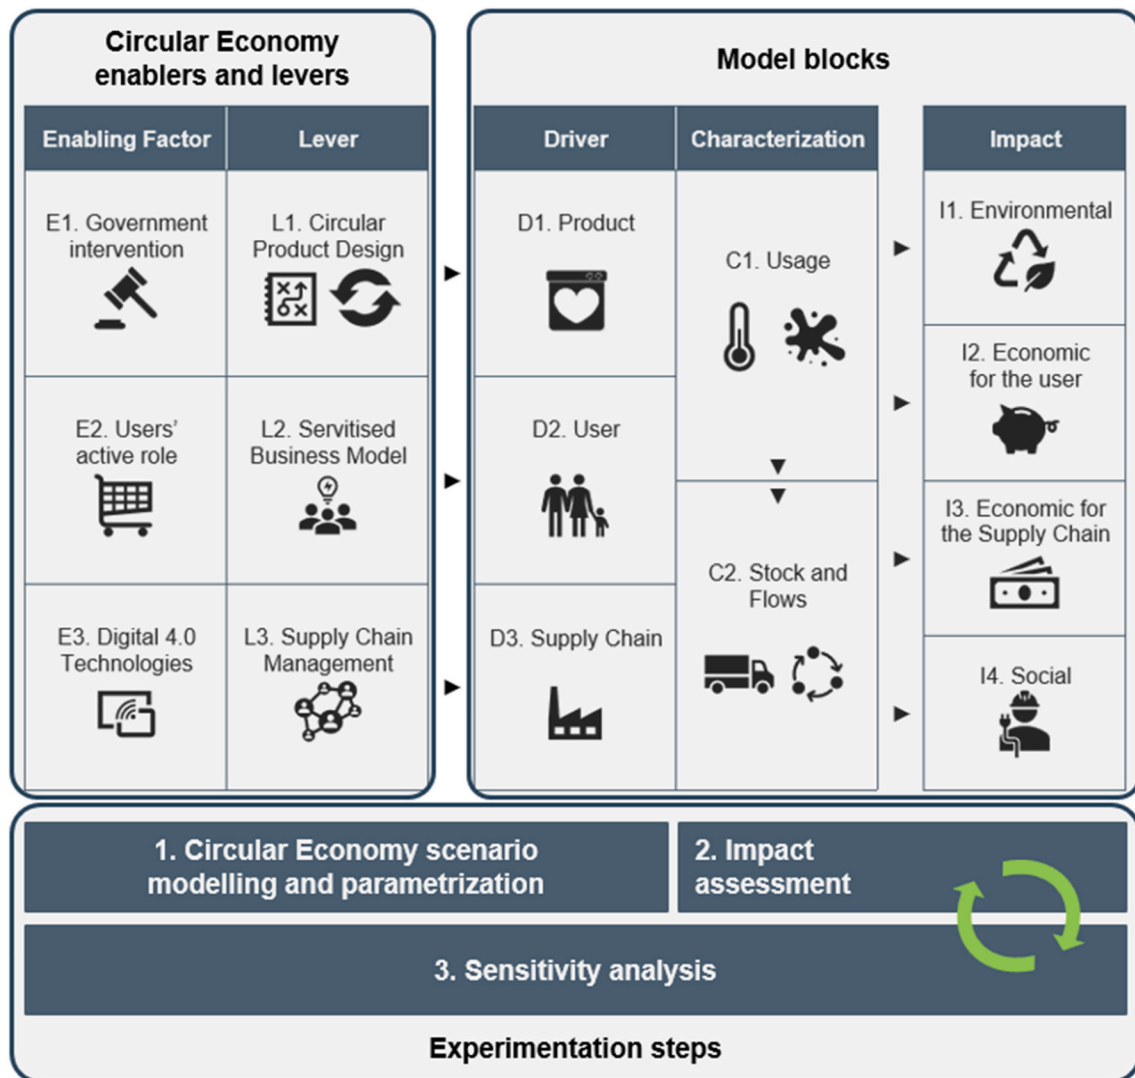 Circular Economy
enablers and levers
Model blocks
Enabling Factor
Lever
Driver
Characterization
Impact
E1. Government
intervention
L1. Circular
Product Design
D1. Product
C1. Usage
I1. Environmental
I2. Economic
for the user
E2. Users'
active role
L2. Servitised
Business Model
D2. User
I3. Economic for
the Supply Chain
C2. Stock and
Flows
E3. Digital 4.0
Technologies
L3. Supply Chain
Management
D3. Supply Chain
I4. Social
1. Circular Economy scenario
modelling and parametrization
2. Impact
assessment
3. Sensitivity analysis
Experimentation steps